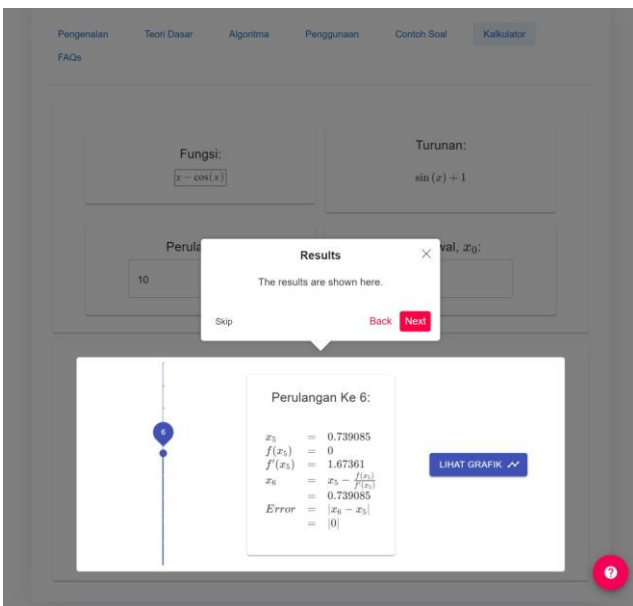 Pengenalan Teori Dasar Algoritma Penggunaan Contoh Soal Kalkulator
FAQs
Fungsi:
x − cos(x)
Turunan:
sin (x) + 1
Perula
val, x₀:
10
Results
The results are shown here.
Skip Back Next
Perulangan Ke 6:
6
x₅ = 0.739085
f(x₅) = 0
f′(x₅) = 1.67361
x₆ = x₅ − f(x₅)/f′(x₅)
= 0.739085
Error = |x₆ − x₅|
= |0|
LIHAT GRAFIK
?